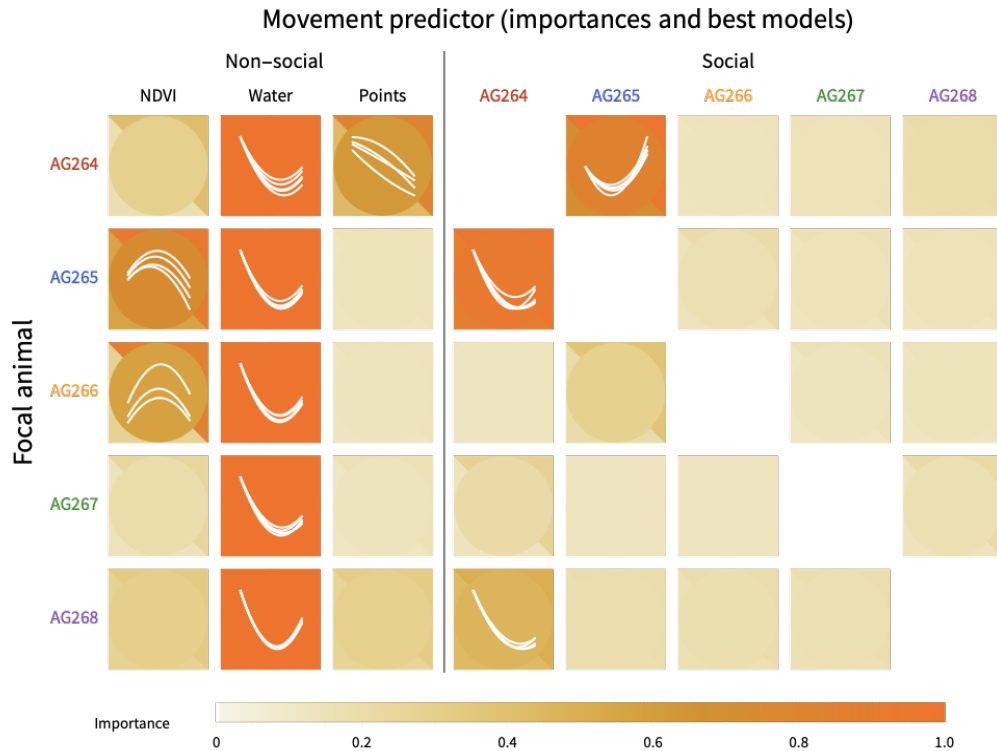 Movement predictor (importances and best models)
Non–social Social
NDVI Water Points AG264 AG265 AG266 AG267 AG268
Focal animal
AG264
AG265
AG266
AG267
AG268
Importance
0 0.2 0.4 0.6 0.8 1.0